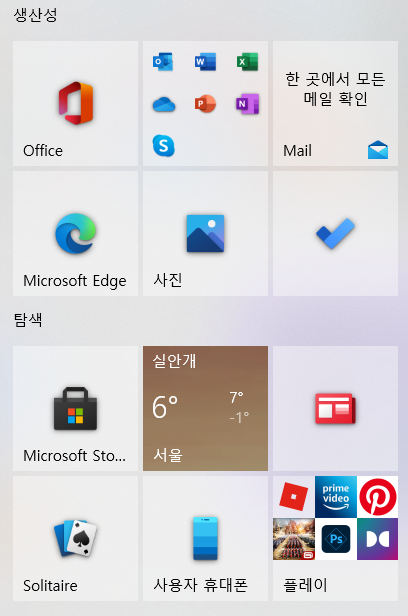 생산성
Office
한 곳에서 모든
메일 확인
Mail
Microsoft Edge
사진
탐색
Microsoft Sto...
실안개
6°
7°
-1°
서울
Solitaire
사용자 휴대폰
prime
video
Ps
플레이